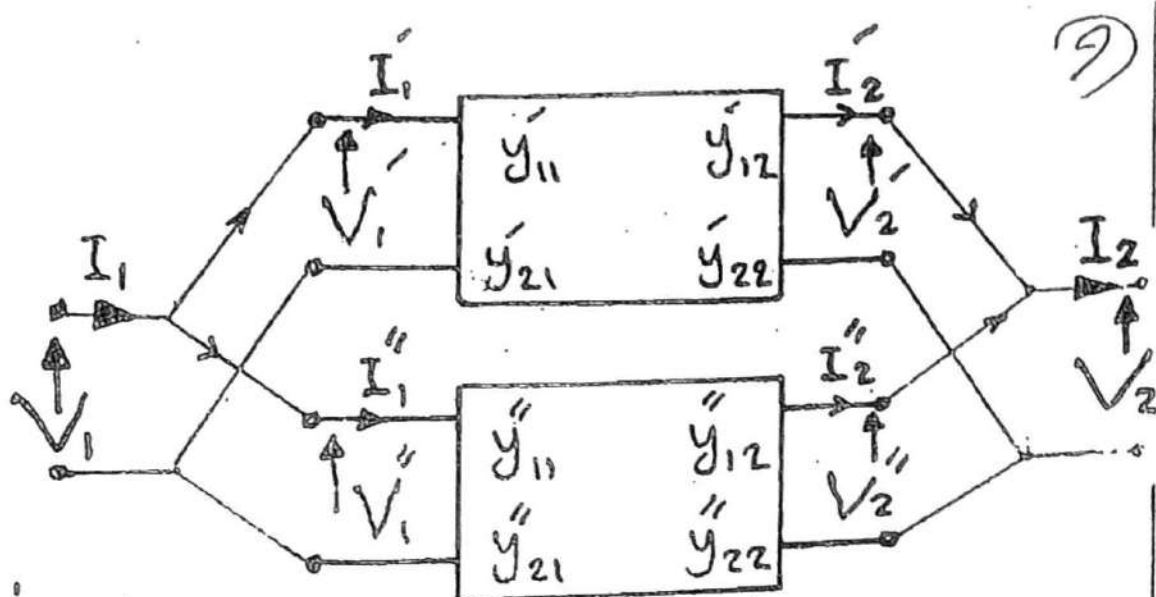 9
I₁′ I₂′
y₁₁′ y₁₂′
V₁′ V₂′
y₂₁′ y₂₂′
I₁ I₂
I₁″ I₂″
V₁ V₂
y₁₁″ y₁₂″
V₁″ V₂″
y₂₁″ y₂₂″